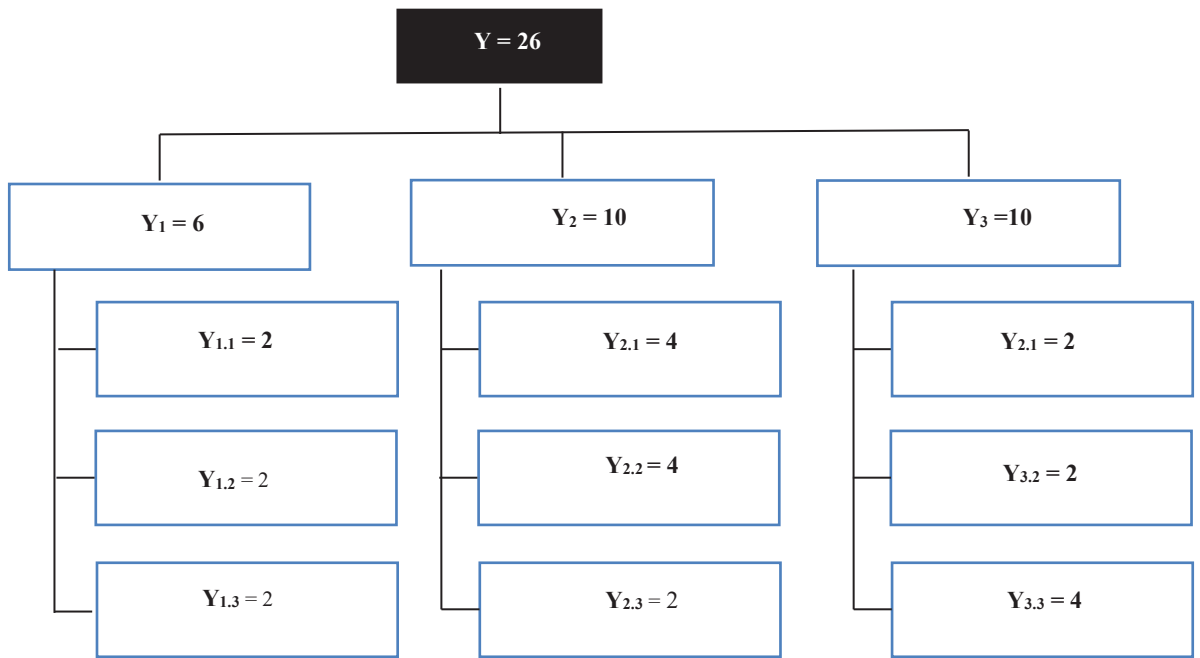 Y = 26
Y₁ = 6
Y₂ = 10
Y₃ =10
Y₁.₁ = 2
Y₂.₁ = 4
Y₂.₁ = 2
Y₁.₂ = 2
Y₂.₂ = 4
Y₃.₂ = 2
Y₁.₃ = 2
Y₂.₃ = 2
Y₃.₃ = 4